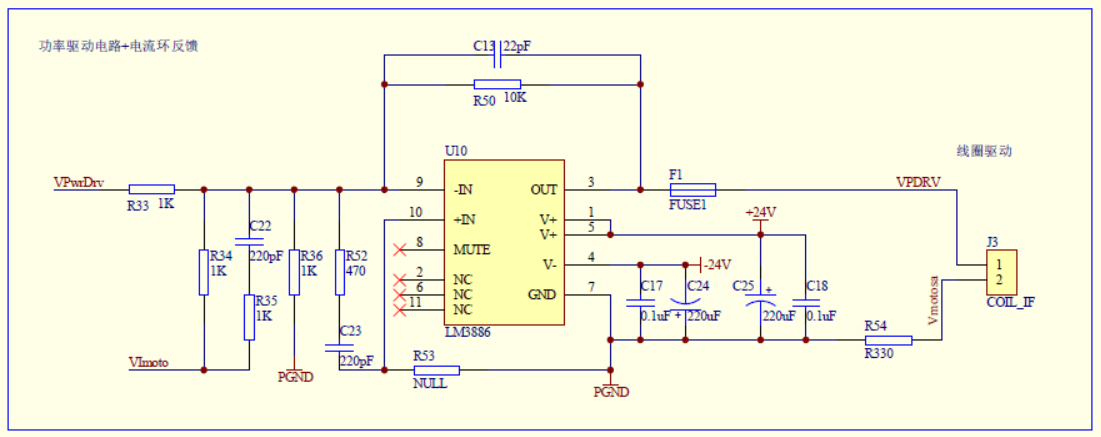 功率驱动电路+电流环反馈
C13 22pF
R50 10K
U10
线圈驱动
VPwrDrv
R33 1K
9 -IN
OUT 3
F1
FUSE1
VPDRV
10 +IN
V+ 1
V+ 5
+24V
C22
220pF
R34
1K
R36
1K
R52
470
8 MUTE
V- 4
-24V
J3
1
2
COIL_IF
2 NC
6 NC
11 NC
GND 7
C17
0.1uF
C24
+
220uF
C25
+
220uF
C18
0.1uF
Vmotosa
R35
1K
LM3886
C23
220pF
R54
R330
VImoto
PGND
R53
NULL
PGND